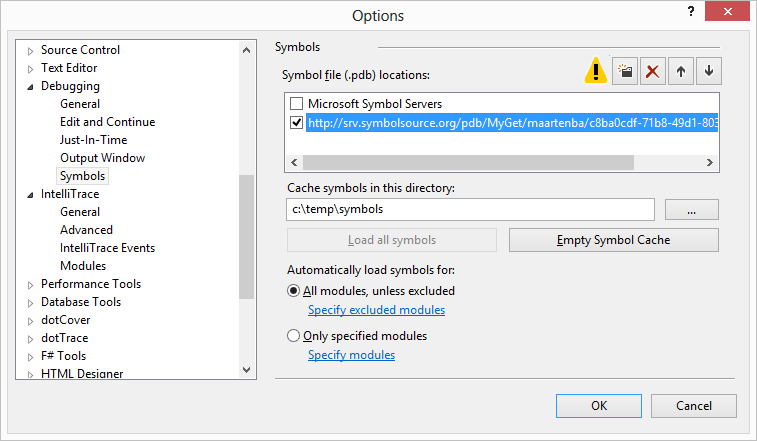 Options
?
Source Control
Text Editor
Debugging
General
Edit and Continue
Just-In-Time
Output Window
Symbols
IntelliTrace
General
Advanced
IntelliTrace Events
Modules
Performance Tools
Database Tools
dotCover
dotTrace
F# Tools
HTML Designer
Symbols
Symbol file (.pdb) locations:
Microsoft Symbol Servers
http://srv.symbolsource.org/pdb/MyGet/maartenba/c8ba0cdf-71b8-49d1-803
Cache symbols in this directory:
c:\temp\symbols
...
Load all symbols
Empty Symbol Cache
Automatically load symbols for:
All modules, unless excluded
Specify excluded modules
Only specified modules
Specify modules
OK
Cancel